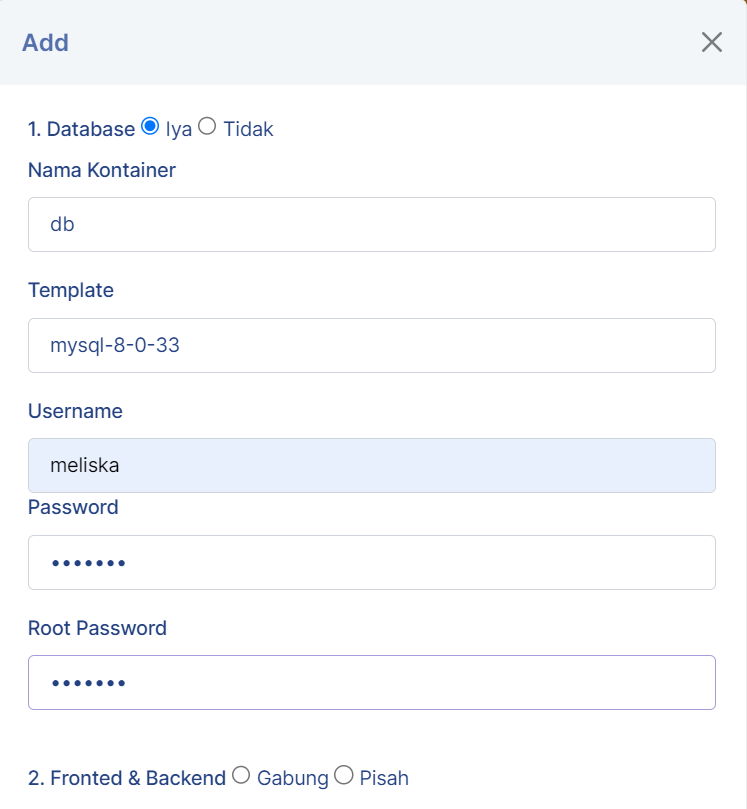 Add
1. Database Iya Tidak
Nama Kontainer
db
Template
mysql-8-0-33
Username
meliska
Password
•••••••
Root Password
•••••••
2. Fronted & Backend Gabung Pisah